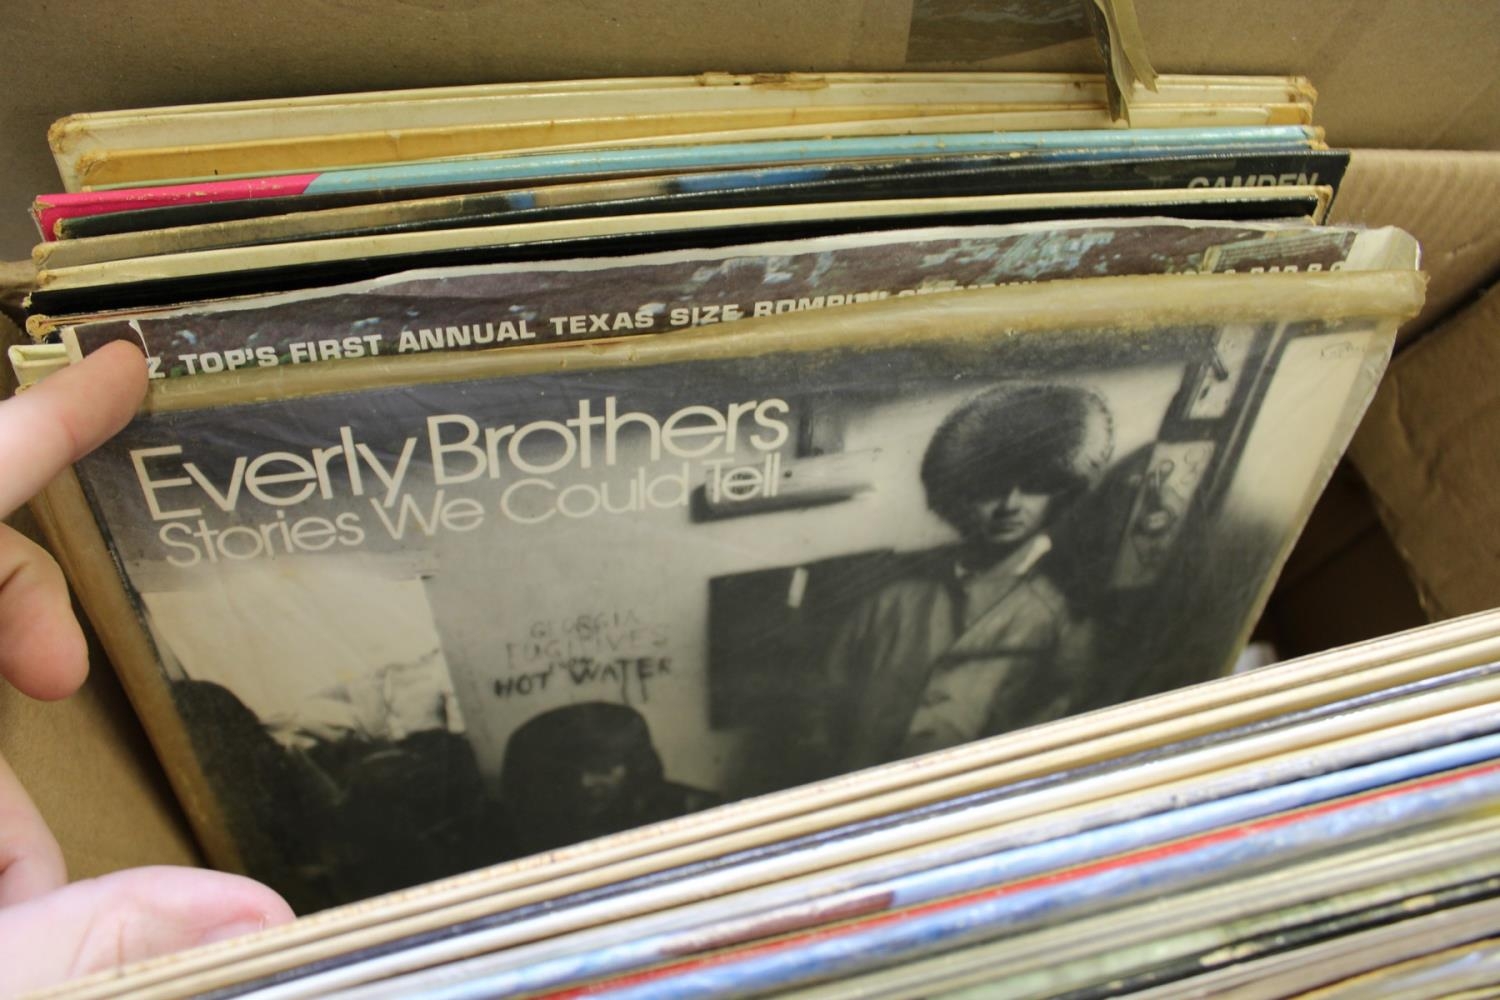 CAMDEN
Z TOP'S FIRST ANNUAL TEXAS SIZE
Everly Brothers
Stories We Could Tell
GEORGIA
FUGITIVES
HOT WATER